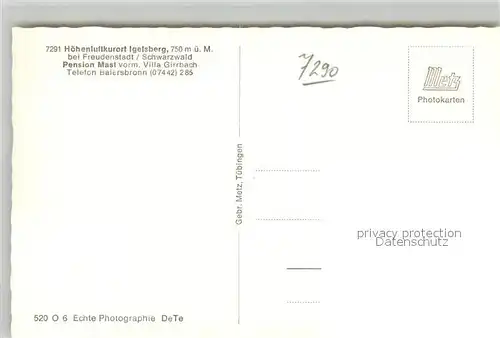 7291 Höhenluftkurort Igelsberg, 750 m ü. M.
bei Freudenstadt / Schwarzwald
Pension Mast vorm. Villa Girrbach
Telefon Baiersbronn (07442) 285
7290
Metz
Photokarten
Gebr. Metz, Tübingen
privacy protection
Datenschutz
520 O 6 Echte Photographie DeTe